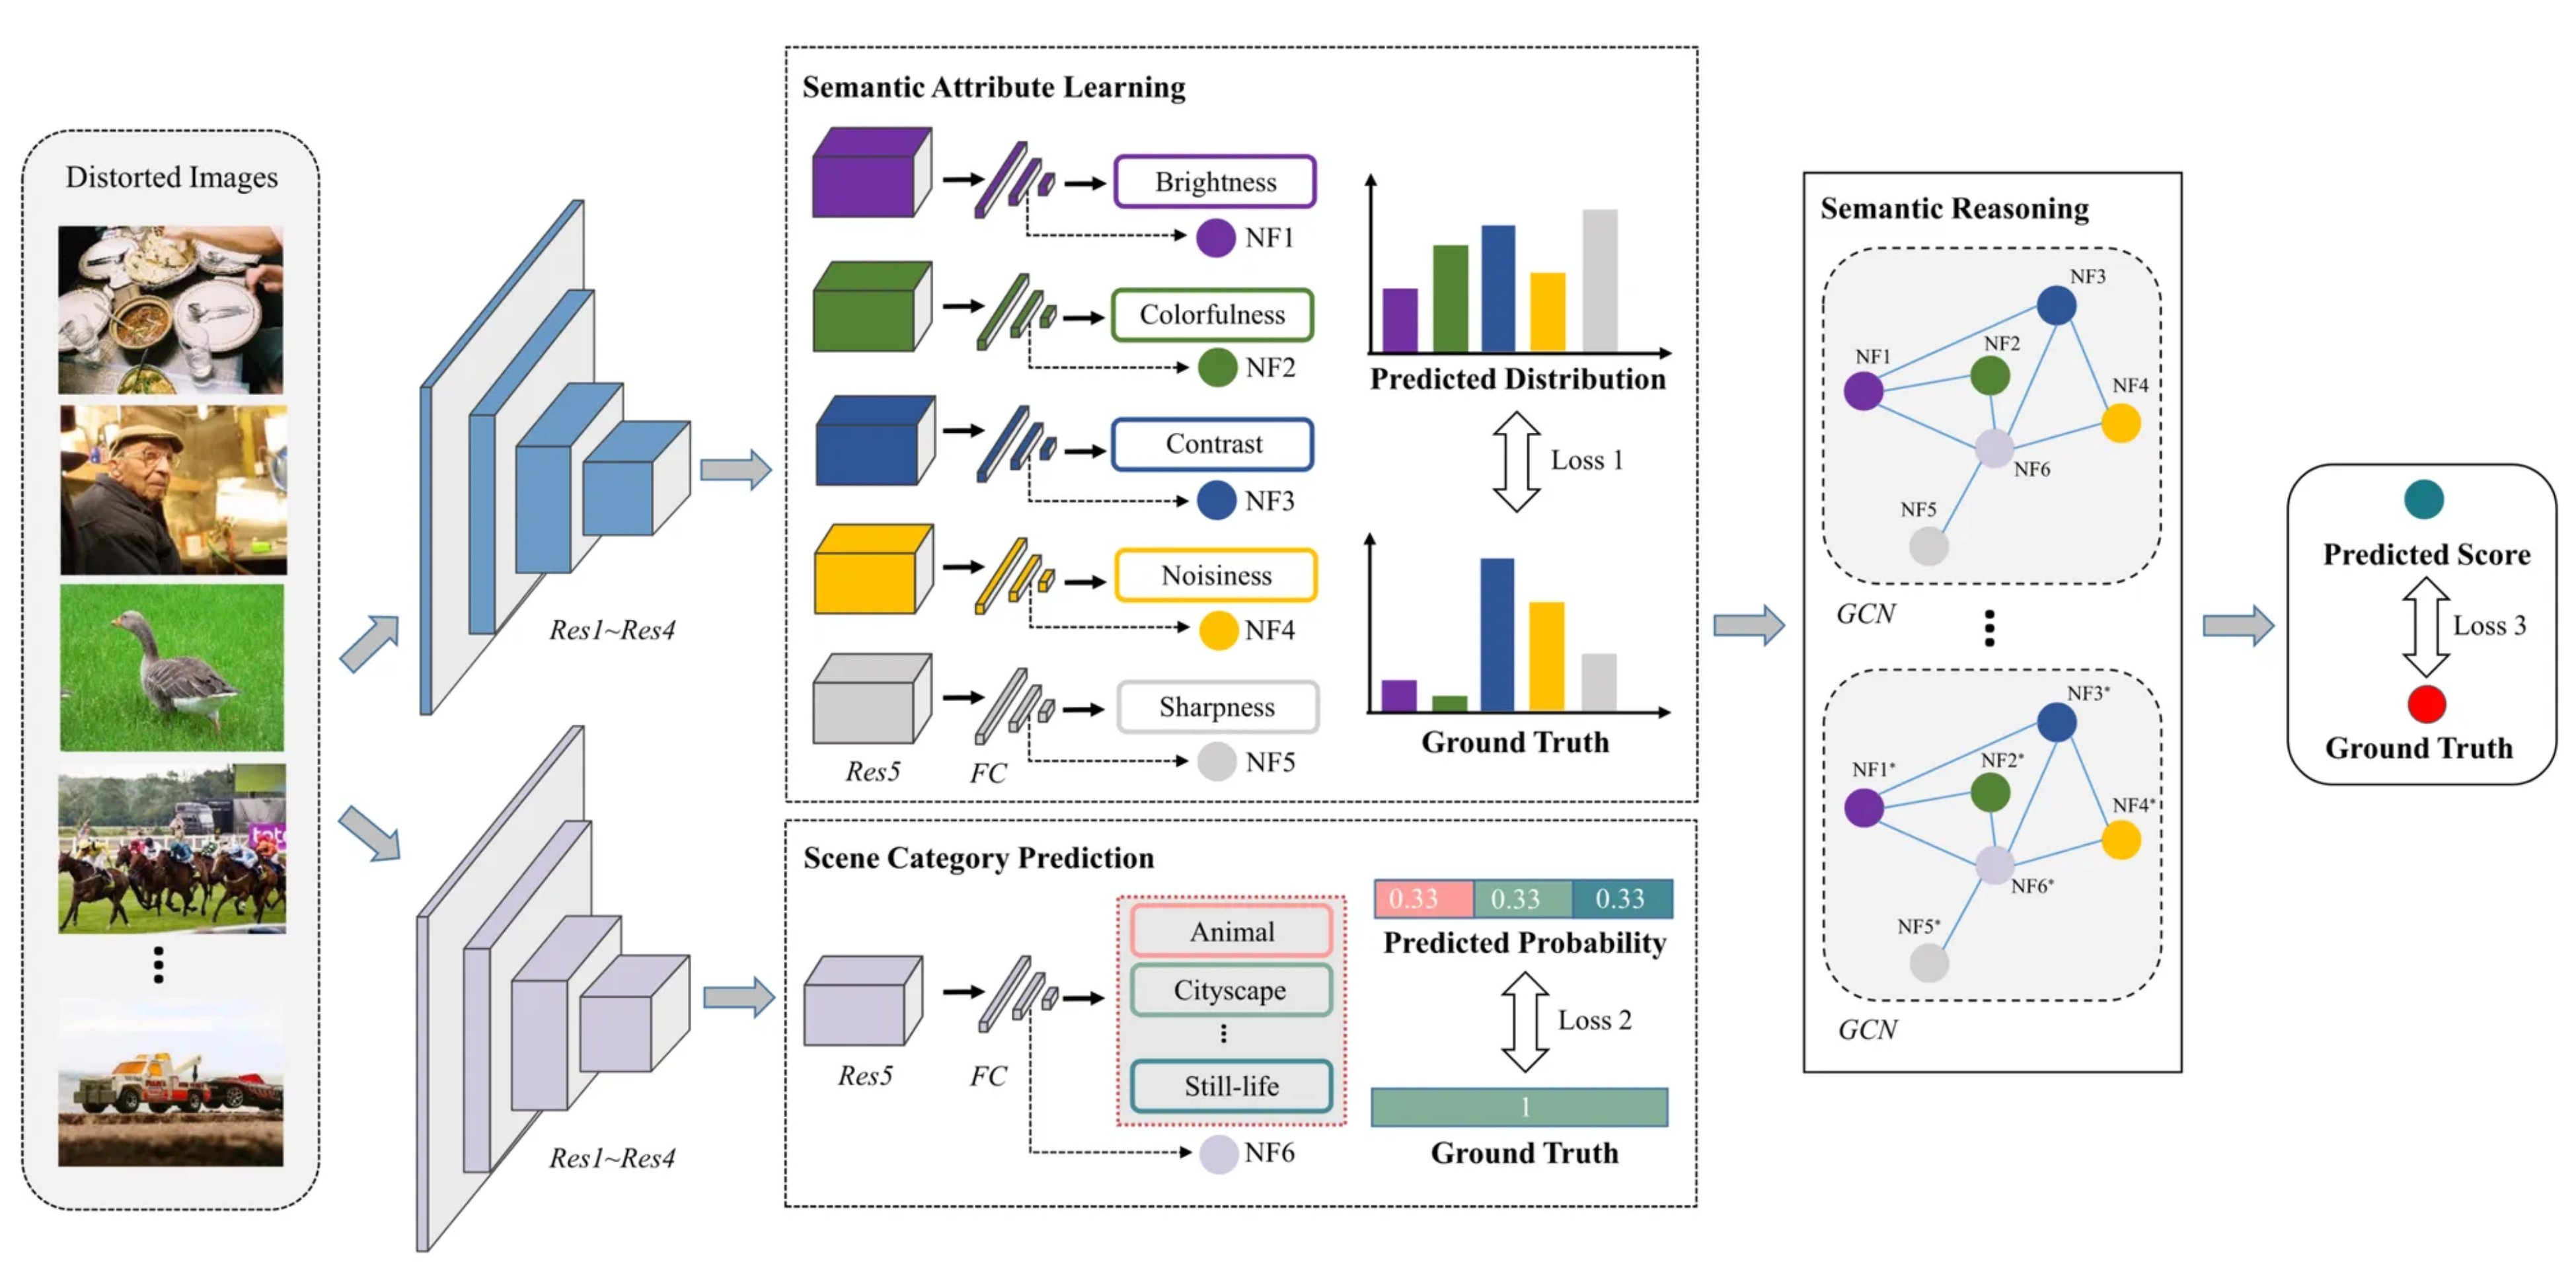 Distorted Images
Res1~Res4
Res1~Res4
Semantic Attribute Learning
Brightness
NF1
Colorfulness
NF2
Contrast
NF3
Noisiness
NF4
Sharpness
NF5
Res5
FC
Predicted Distribution
Loss 1
Ground Truth
Scene Category Prediction
Res5
FC
Animal
Cityscape
Still-life
NF6
0.33 0.33 0.33
Predicted Probability
Loss 2
1
Ground Truth
Semantic Reasoning
NF3
NF2
NF1
NF4
NF6
NF5
GCN
NF3*
NF2*
NF1*
NF4*
NF6*
NF5*
GCN
Predicted Score
Loss 3
Ground Truth